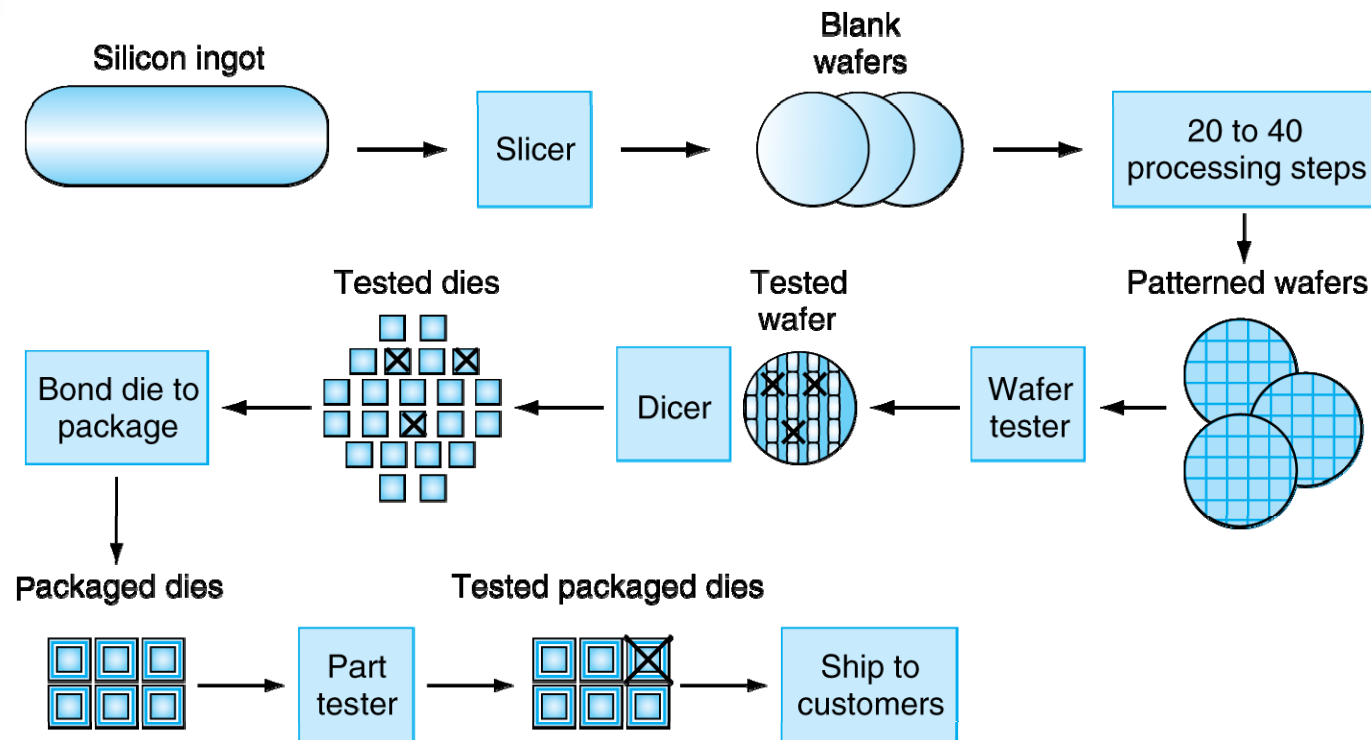 Silicon ingot
Slicer
Blank
wafers
20 to 40
processing steps
Patterned wafers
Wafer
tester
Tested
wafer
Dicer
Tested dies
Bond die to
package
Packaged dies
Part
tester
Tested packaged dies
Ship to
customers